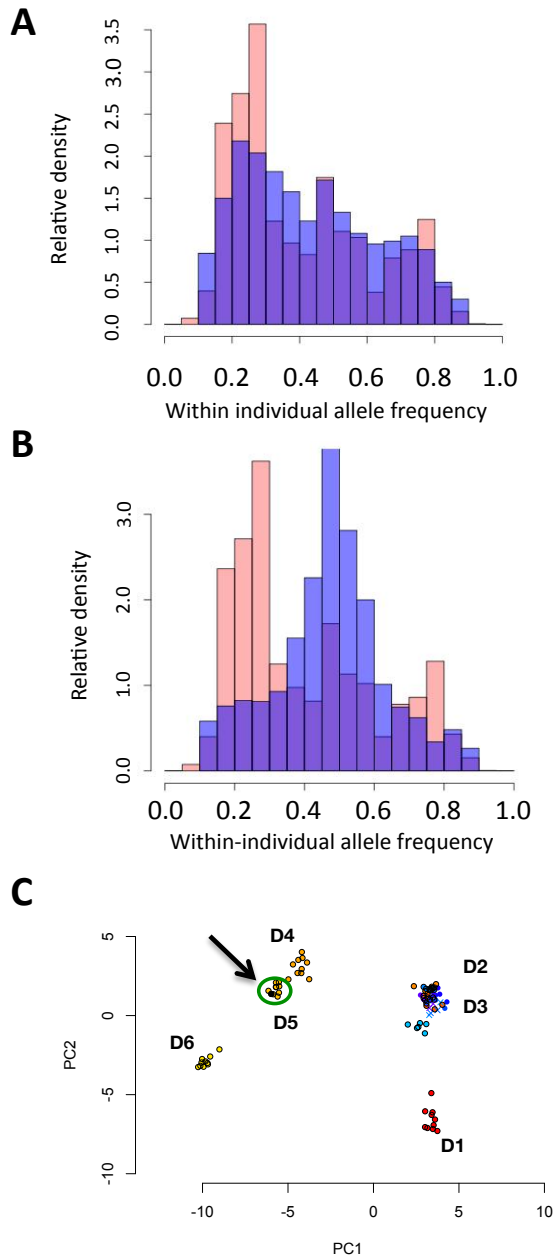 A
Relative density
0.0 0.5 1.0 1.5 2.0 2.5 3.0 3.5
0.0 0.2 0.4 0.6 0.8 1.0
Within individual allele frequency
B
Relative density
0.0 1.0 2.0 3.0
0.0 0.2 0.4 0.6 0.8 1.0
Within-individual allele frequency
C
PC2
-10 -5 0 5
D4
D2
D5
D3
D6
D1
-10 -5 0 5 10
PC1